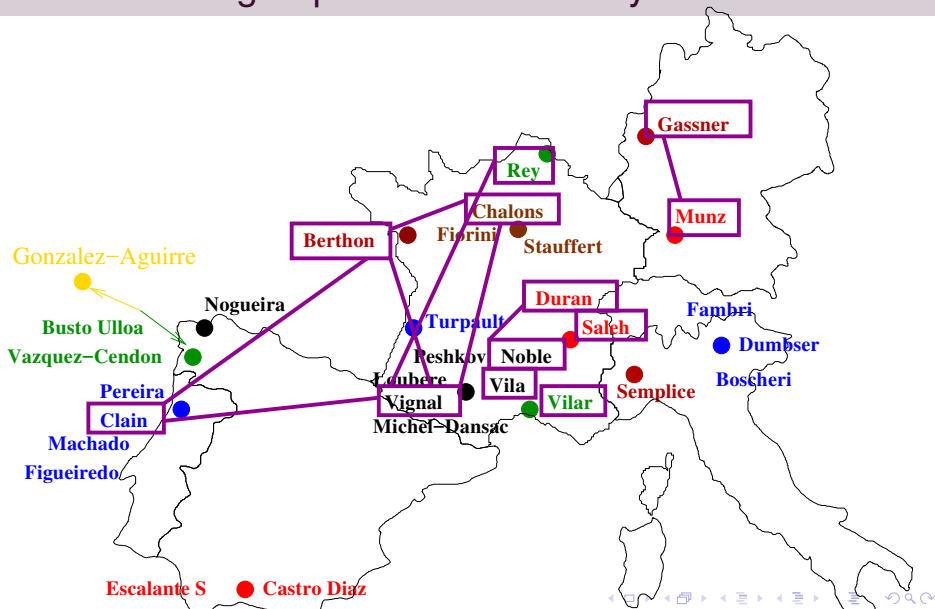 Gassner
Rey
Chalons
Munz
Berthon
Fiorini
Stauffert
Gonzalez-Aguirre
Duran
Nogueira
Fambri
Busto Ulloa
Turpault
Saleh
Vazquez-Cendon
Peshkov
Noble
Dumbser
Loubere
Vila
Boscheri
Pereira
Semplice
Vignal
Vilar
Clain
Michel-Dansac
Machado
Figueiredo
Escalante S
Castro Diaz